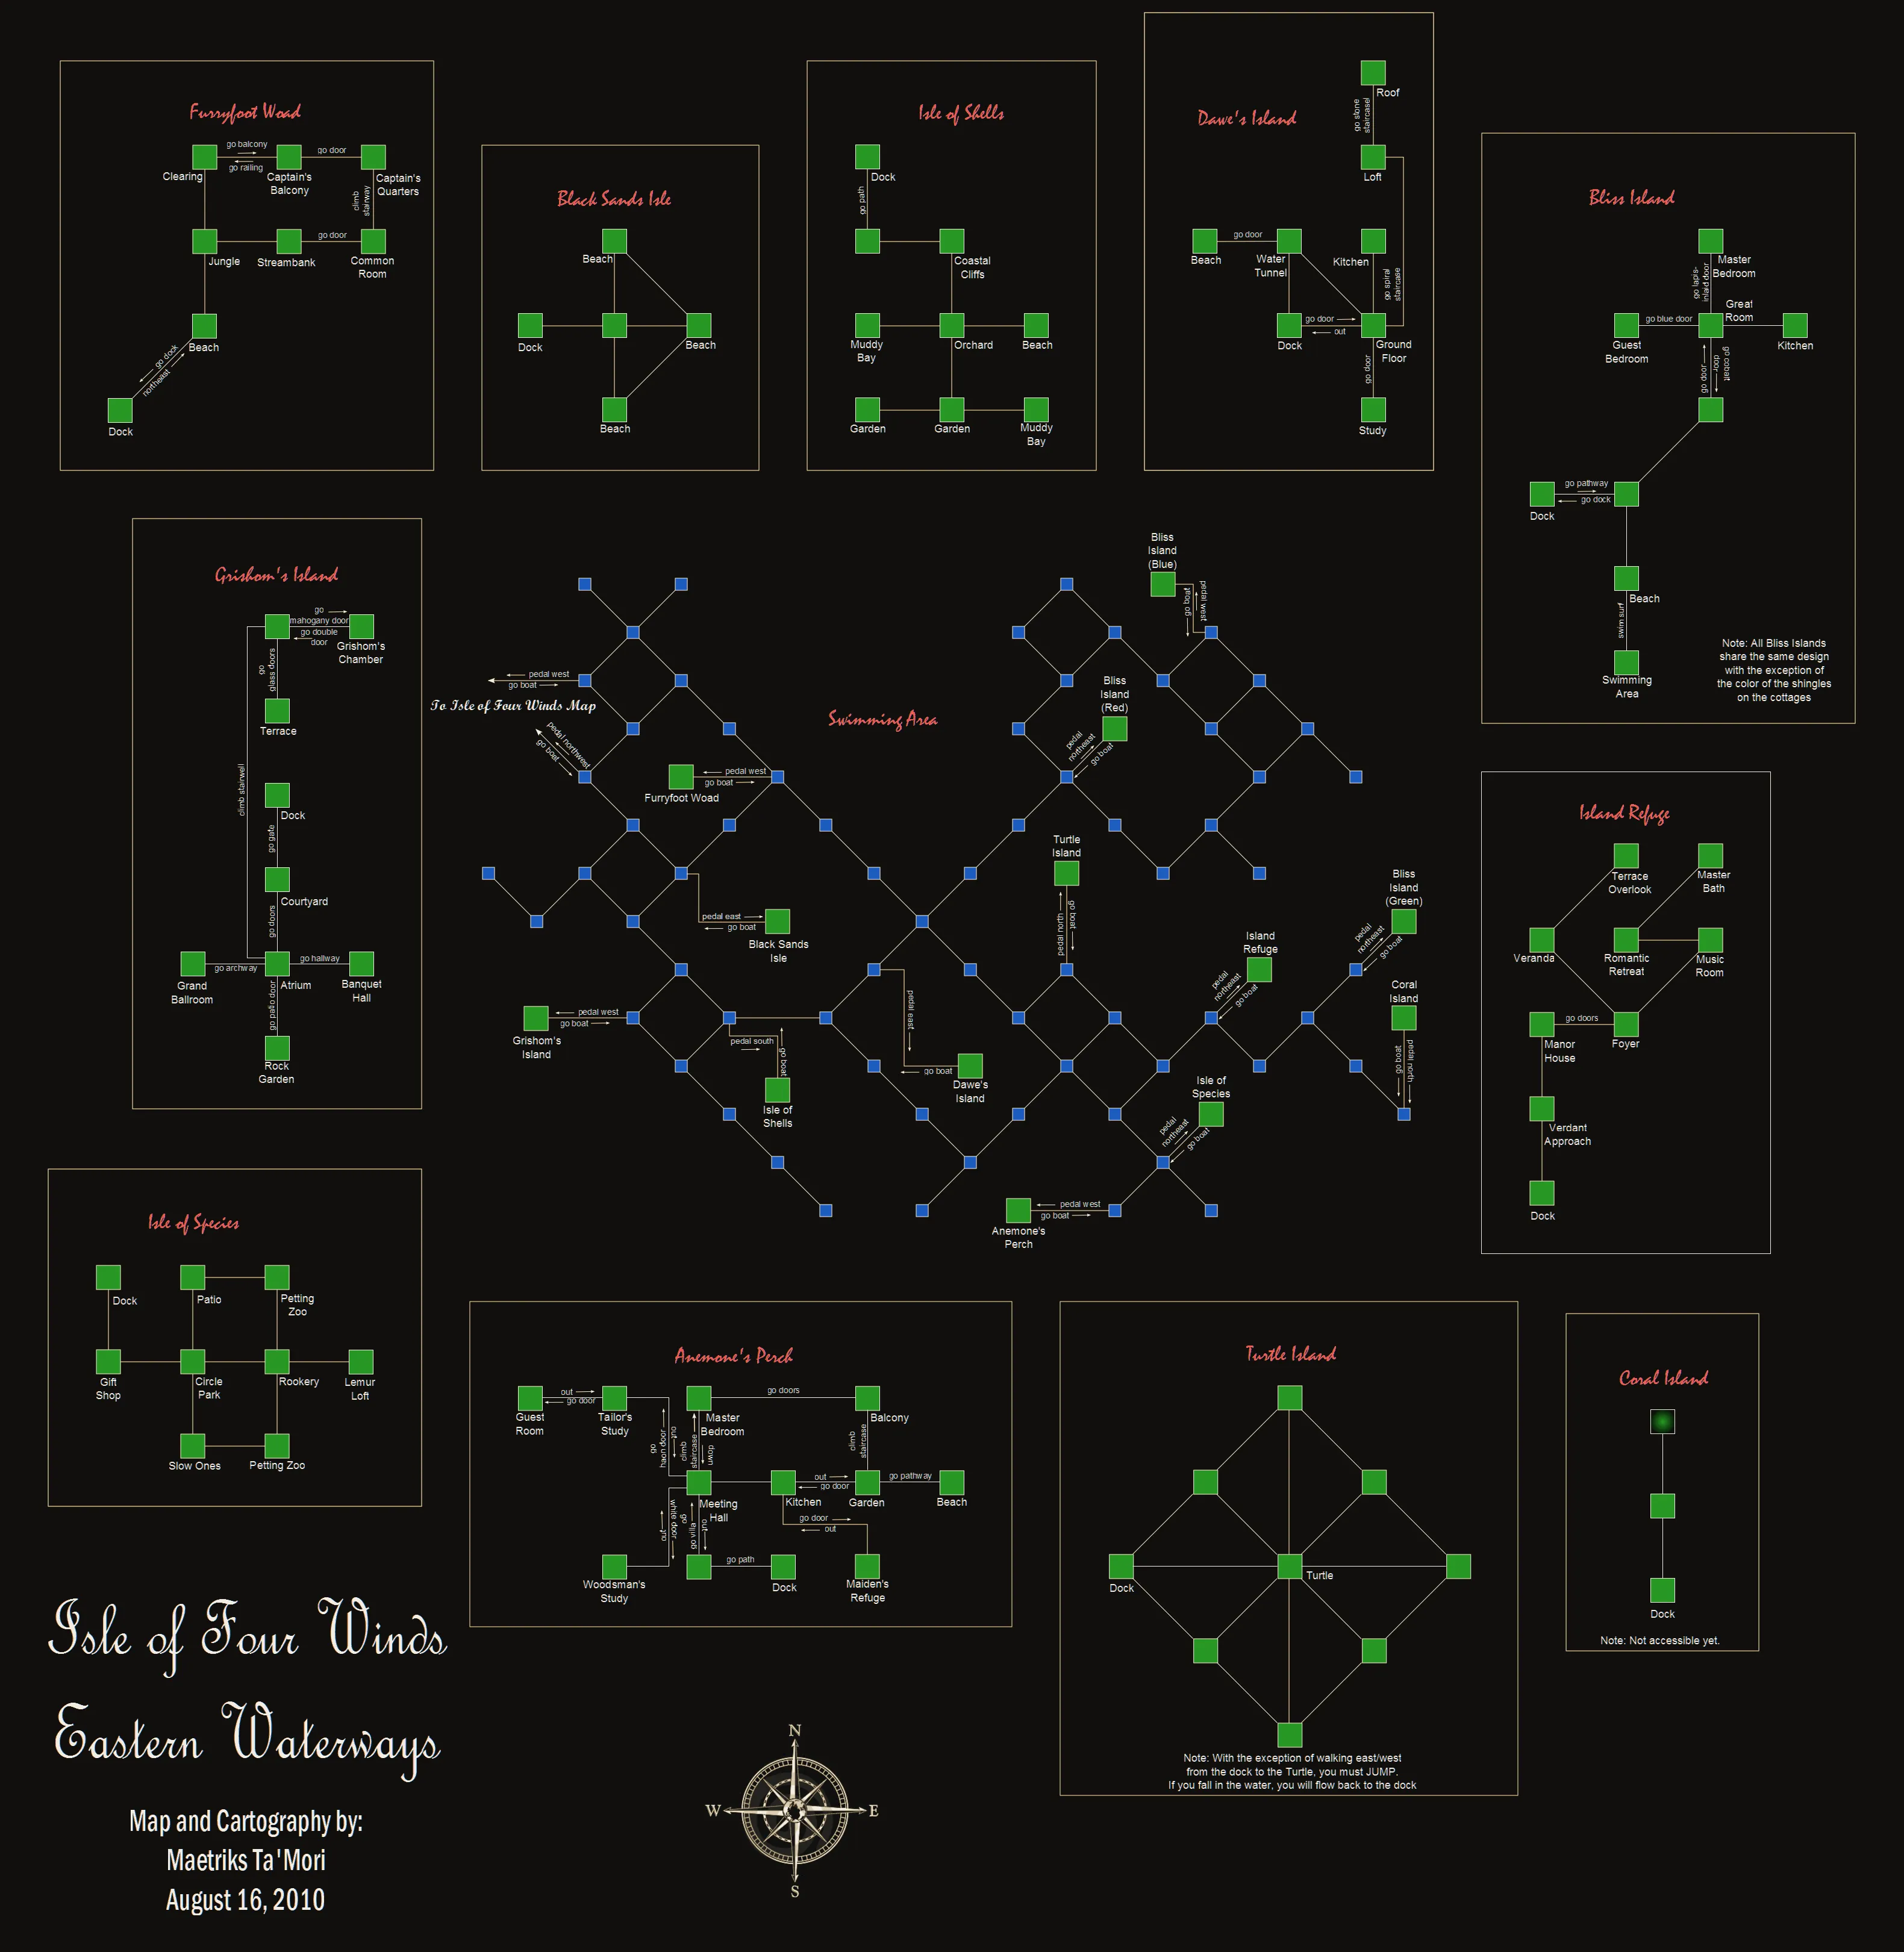 Furryfoot Woad
go balcony
go railing
go door
Clearing
Captain's
Balcony
Captain's
Quarters
climb
stairway
go door
Jungle
Streambank
Common
Room
Beach
go dock
northeast
Dock
Black Sands Isle
Beach
Dock
Beach
Beach
Isle of Shells
Dock
go path
Coastal
Cliffs
Muddy
Bay
Orchard
Beach
Garden
Garden
Muddy
Bay
Dawe's Island
Roof
go stone
staircase
Loft
go door
Beach
Water
Tunnel
Kitchen
go spiral
staircase
go door
out
Dock
Ground
Floor
go door
Study
Bliss Island
Master
Bedroom
go lapis-
inlaid door
Great
Room
go blue door
Guest
Bedroom
Kitchen
go door
go cobalt
door
go pathway
go dock
Dock
Beach
swim surf
Swimming
Area
Note: All Bliss Islands
share the same design
with the exception of
the color of the shingles
on the cottages
Grishom's Island
go
mahogany door
go double
door
Grishom's
Chamber
go
glass doors
Terrace
climb stairwell
Dock
go gate
Courtyard
go doors
go archway
go hallway
Grand
Ballroom
Atrium
Banquet
Hall
go patio door
Rock
Garden
Swimming Area
pedal west
go boat
To Isle of Four Winds Map
pedal northwest
go boat
pedal west
go boat
Furryfoot Woad
Bliss
Island
(Blue)
pedal west
go boat
Bliss
Island
(Red)
pedal
northeast
go boat
Turtle
Island
pedal north
go boat
pedal east
go boat
Black Sands
Isle
Bliss
Island
(Green)
pedal
northeast
go boat
Island
Refuge
pedal
northeast
go boat
Coral
Island
go boat
pedal north
pedal west
go boat
Grishom's
Island
pedal south
go boat
Isle of
Shells
pedal east
go boat
Dawe's
Island
Isle of
Species
pedal
northeast
go boat
pedal west
go boat
Anemone's
Perch
Island Refuge
Terrace
Overlook
Master
Bath
Veranda
Romantic
Retreat
Music
Room
go doors
Manor
House
Foyer
Verdant
Approach
Dock
Isle of Species
Dock
Patio
Petting
Zoo
Gift
Shop
Circle
Park
Rookery
Lemur
Loft
Slow Ones
Petting Zoo
Anemone's Perch
out
go door
Guest
Room
Tailor's
Study
go
haon door
out
Master
Bedroom
go doors
Balcony
climb
staircase
down
climb
staircase
Meeting
Hall
Kitchen
out
go door
Garden
go pathway
Beach
go door
out
out
white door
go
go villa
out
go path
Woodsman's
Study
Dock
Maiden's
Refuge
Turtle Island
Dock
Turtle
Note: With the exception of walking east/west
from the dock to the Turtle, you must JUMP.
If you fall in the water, you will flow back to the dock
Coral Island
Dock
Note: Not accessible yet.
Isle of Four Winds
Eastern Waterways
Map and Cartography by:
Maetriks Ta'Mori
August 16, 2010
N
W
E
S